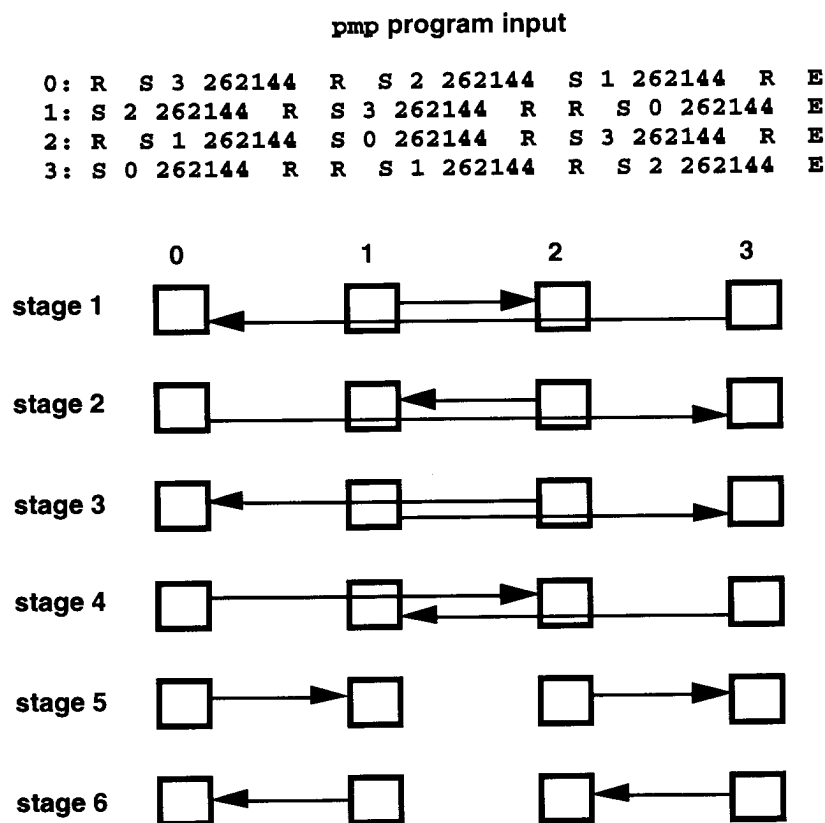 pmp program input
0: R S 3 262144 R S 2 262144 S 1 262144 R E
1: S 2 262144 R S 3 262144 R R S 0 262144 E
2: R S 1 262144 S 0 262144 R S 3 262144 R E
3: S 0 262144 R R S 1 262144 R S 2 262144 E
0 1 2 3
stage 1
stage 2
stage 3
stage 4
stage 5
stage 6